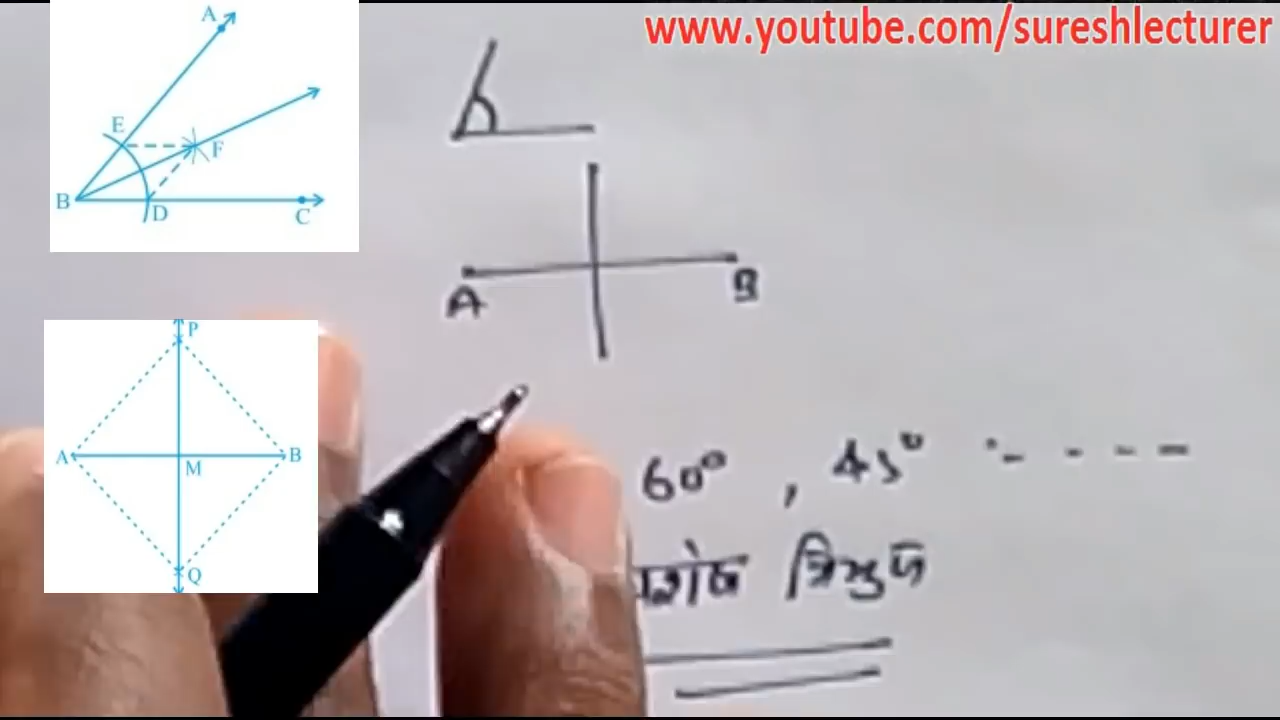 www.youtube.com/sureshlecturer
A
E
F
B
D
C
A B
P
A
M
B
Q
60° , 45° - - - -
त्रिभुज